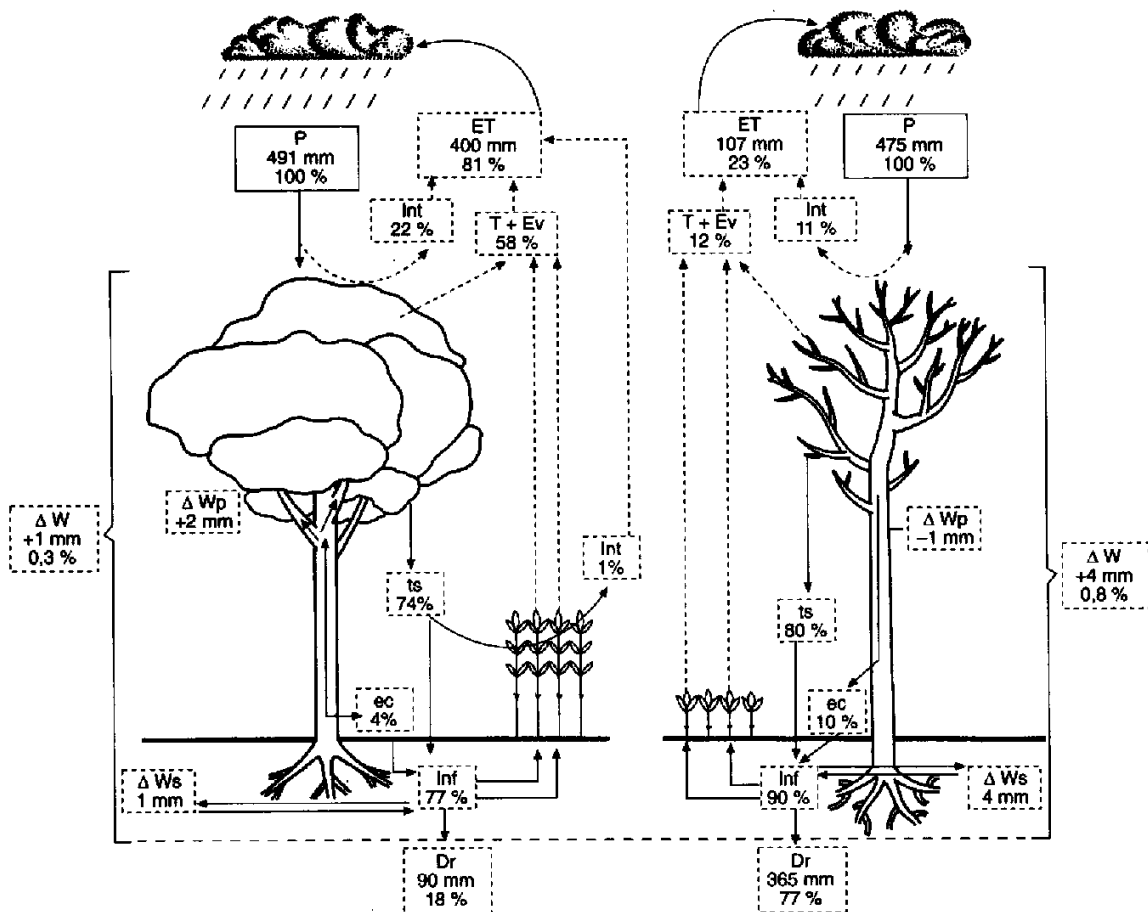 P
491 mm
100 %
ET
400 mm
81 %
Int
22 %
T + Ev
58 %
Δ W
+1 mm
0,3 %
Δ Wp
+2 mm
ts
74%
Int
1%
ec
4%
Δ Ws
1 mm
Inf
77 %
Dr
90 mm
18 %
ET
107 mm
23 %
P
475 mm
100 %
T + Ev
12 %
Int
11 %
Δ Wp
−1 mm
Δ W
+4 mm
0,8 %
ts
80 %
ec
10 %
Inf
90 %
Δ Ws
4 mm
Dr
365 mm
77 %